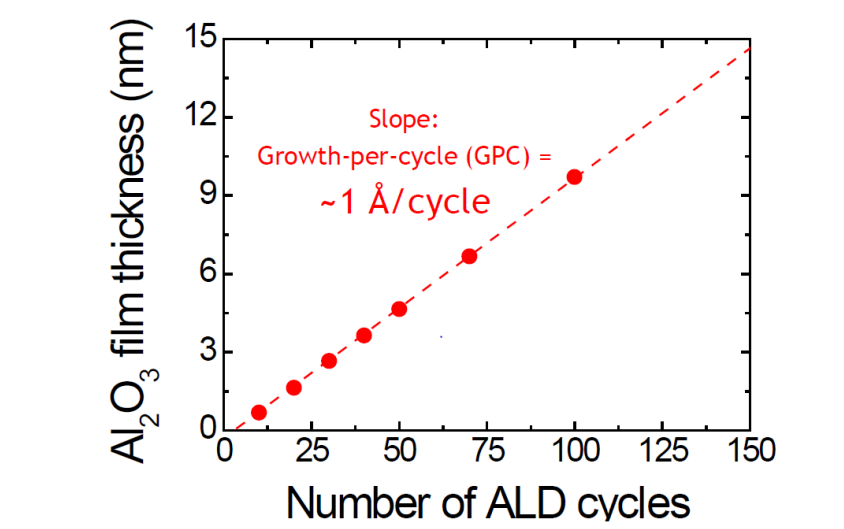 15
12
9
6
3
0
Al₂O₃ film thickness (nm)
Slope:
Growth-per-cycle (GPC) =
~1 Å/cycle
0 25 50 75 100 125 150
Number of ALD cycles